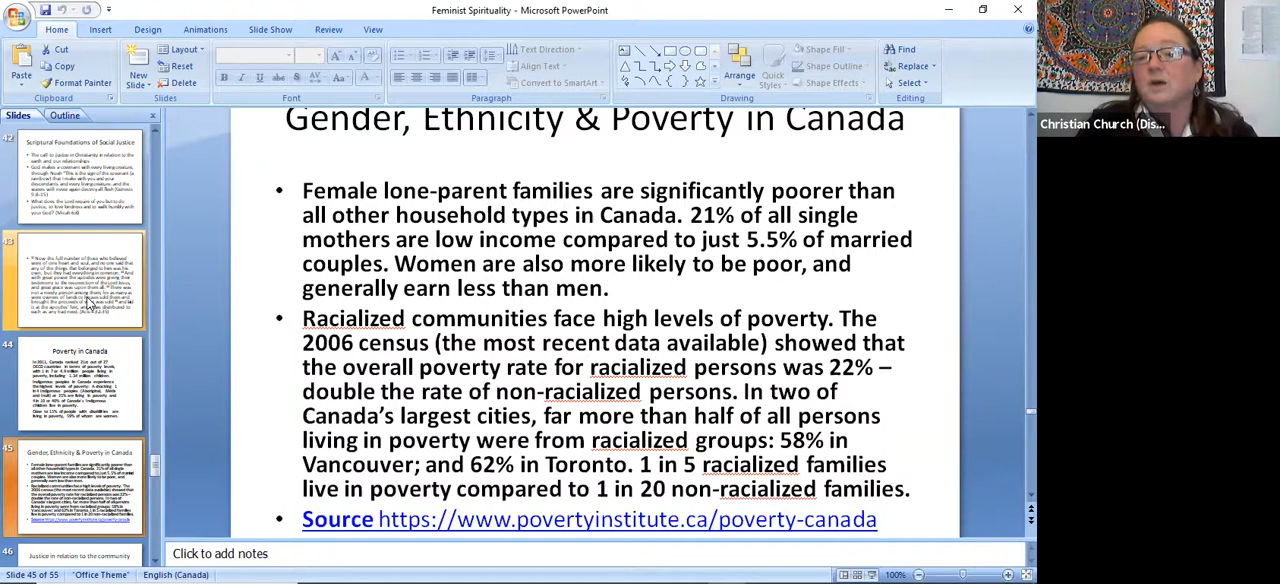 Feminist Spirituality - Microsoft PowerPoint
Home Insert Design Animations Slide Show Review View
Paste
Cut
Copy
Format Painter
Clipboard
New
Slide
Layout
Reset
Delete
Slides
Font
Text Direction
Align Text
Convert to SmartArt
Paragraph
Arrange
Quick
Styles
Shape Fill
Shape Outline
Shape Effects
Drawing
Find
Replace
Select
Editing
Christian Church (Dis...
Slides Outline
42
Scriptural Foundations of Social Justice
43
44
Poverty in Canada
45
Gender, Ethnicity & Poverty in Canada
46
Justice in relation to the community
Gender, Ethnicity & Poverty in Canada
• Female lone-parent families are significantly poorer than
all other household types in Canada. 21% of all single
mothers are low income compared to just 5.5% of married
couples. Women are also more likely to be poor, and
generally earn less than men.
• Racialized communities face high levels of poverty. The
2006 census (the most recent data available) showed that
the overall poverty rate for racialized persons was 22% –
double the rate of non-racialized persons. In two of
Canada's largest cities, far more than half of all persons
living in poverty were from racialized groups: 58% in
Vancouver; and 62% in Toronto. 1 in 5 racialized families
live in poverty compared to 1 in 20 non-racialized families.
• Source https://www.povertyinstitute.ca/poverty-canada
Click to add notes
Slide 45 of 55 "Office Theme" English (Canada) 100%